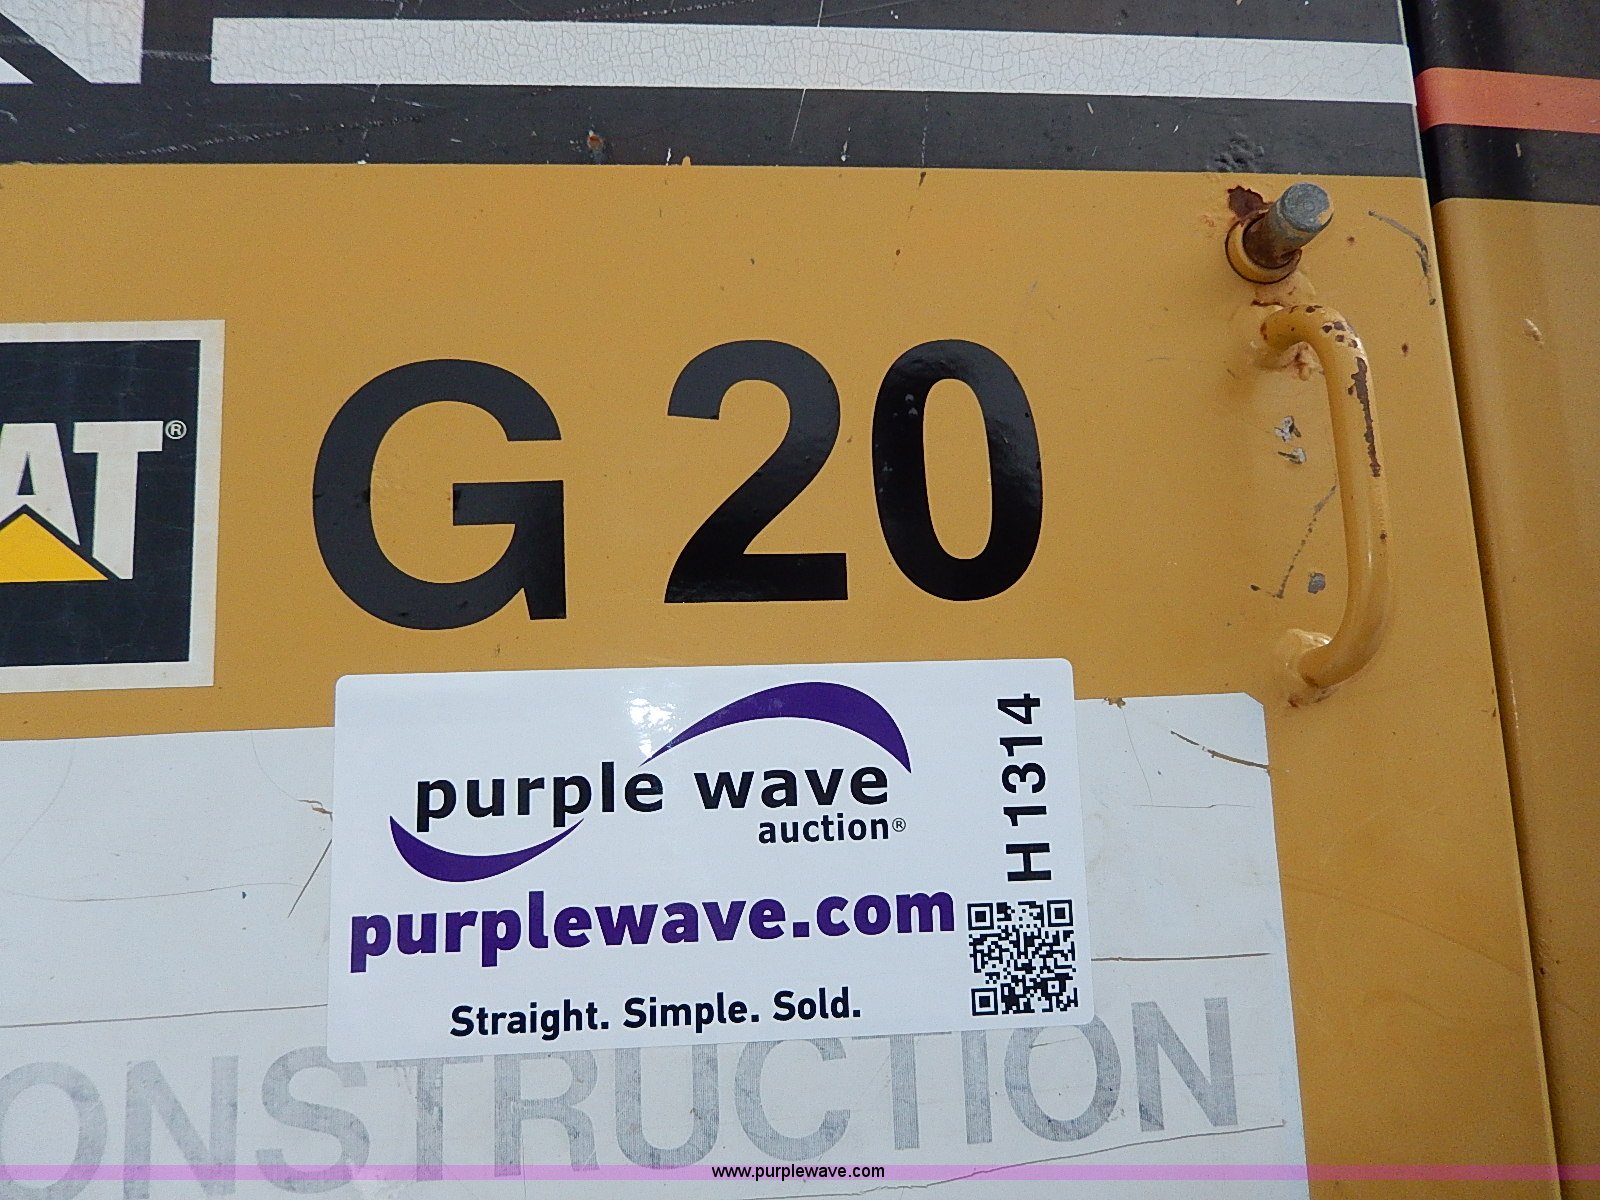 AT®
G 20
purple wave
auction®
H1314
purplewave.com
Straight. Simple. Sold.
ONSTRUCTION
www.purplewave.com